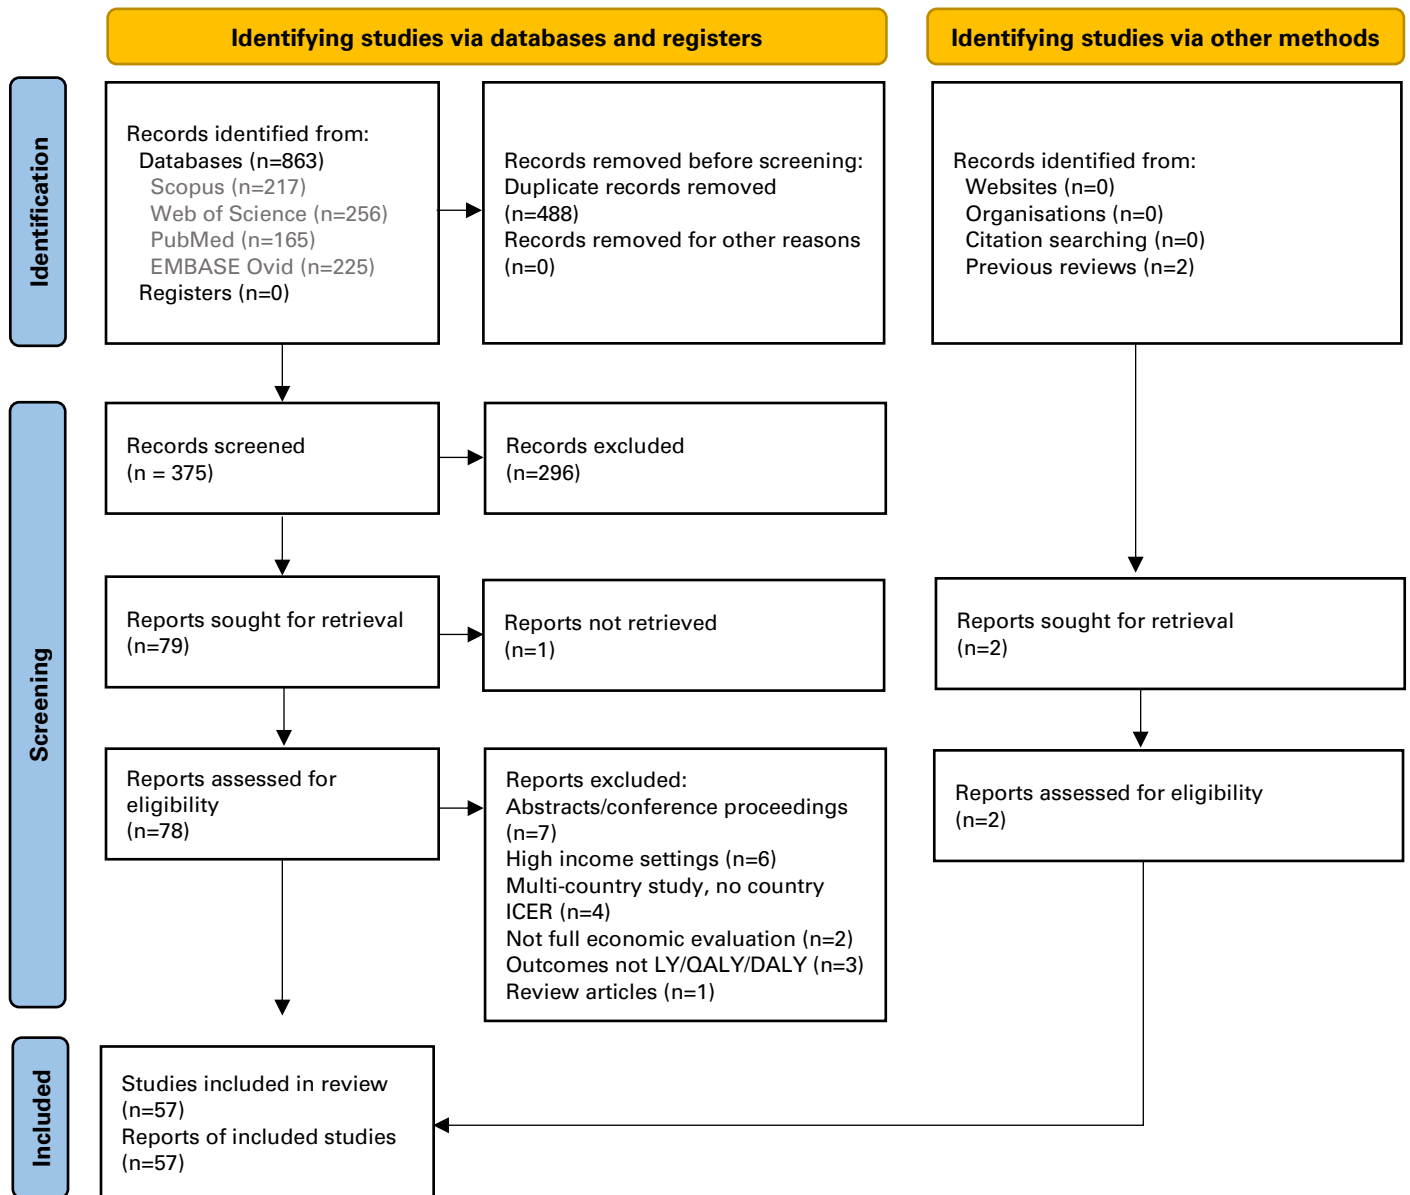 Identifying studies via databases and registers
Identifying studies via other methods
Identification
Records identified from:
Databases (n=863)
Scopus (n=217)
Web of Science (n=256)
PubMed (n=165)
EMBASE Ovid (n=225)
Registers (n=0)
Records removed before screening:
Duplicate records removed
(n=488)
Records removed for other reasons
(n=0)
Records identified from:
Websites (n=0)
Organisations (n=0)
Citation searching (n=0)
Previous reviews (n=2)
Screening
Records screened
(n = 375)
Records excluded
(n=296)
Reports sought for retrieval
(n=79)
Reports not retrieved
(n=1)
Reports sought for retrieval
(n=2)
Reports assessed for
eligibility
(n=78)
Reports excluded:
Abstracts/conference proceedings
(n=7)
High income settings (n=6)
Multi-country study, no country
ICER (n=4)
Not full economic evaluation (n=2)
Outcomes not LY/QALY/DALY (n=3)
Review articles (n=1)
Reports assessed for eligibility
(n=2)
Included
Studies included in review
(n=57)
Reports of included studies
(n=57)